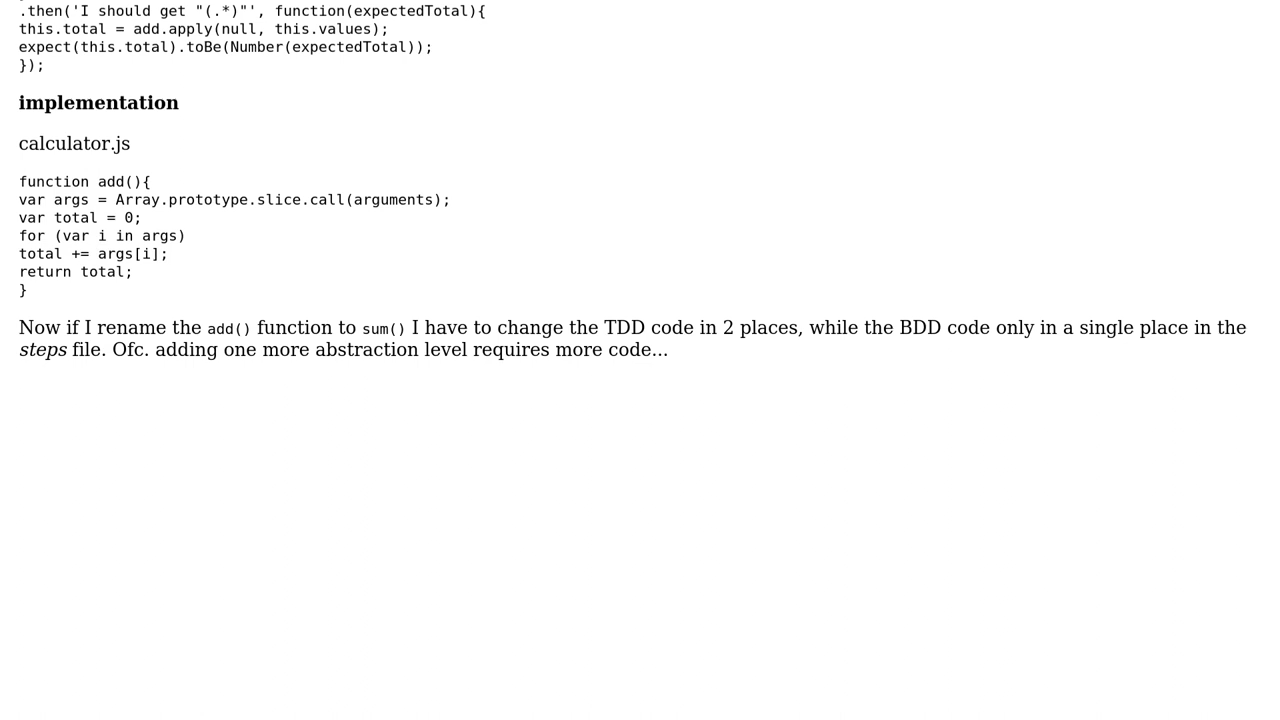 .then('I should get "(.*)"', function(expectedTotal){
this.total = add.apply(null, this.values);
expect(this.total).toBe(Number(expectedTotal));
});
implementation
calculator.js
function add(){
var args = Array.prototype.slice.call(arguments);
var total = 0;
for (var i in args)
total += args[i];
return total;
}
Now if I rename the add() function to sum() I have to change the TDD code in 2 places, while the BDD code only in a single place in the
steps file. Ofc. adding one more abstraction level requires more code...